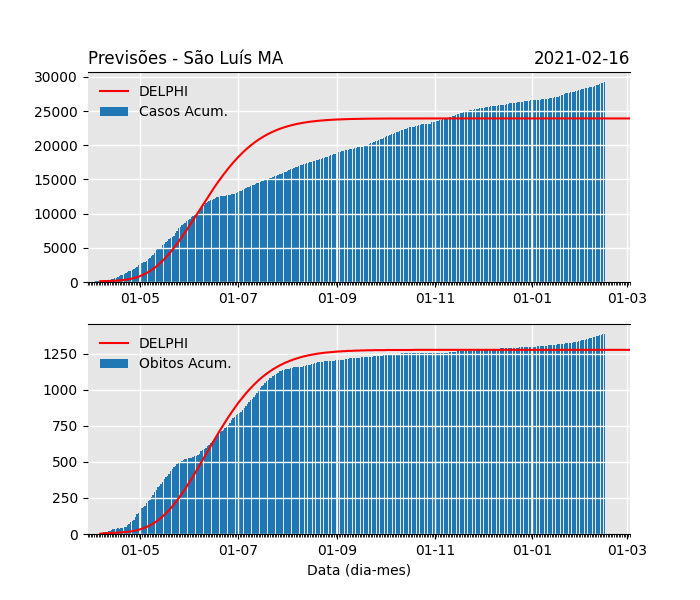 Previsões - São Luís MA 2021-02-16
DELPHI
Casos Acum.
30000
25000
20000
15000
10000
5000
0
01-05 01-07 01-09 01-11 01-01 01-03
DELPHI
Obitos Acum.
1250
1000
750
500
250
0
01-05 01-07 01-09 01-11 01-01 01-03
Data (dia-mes)